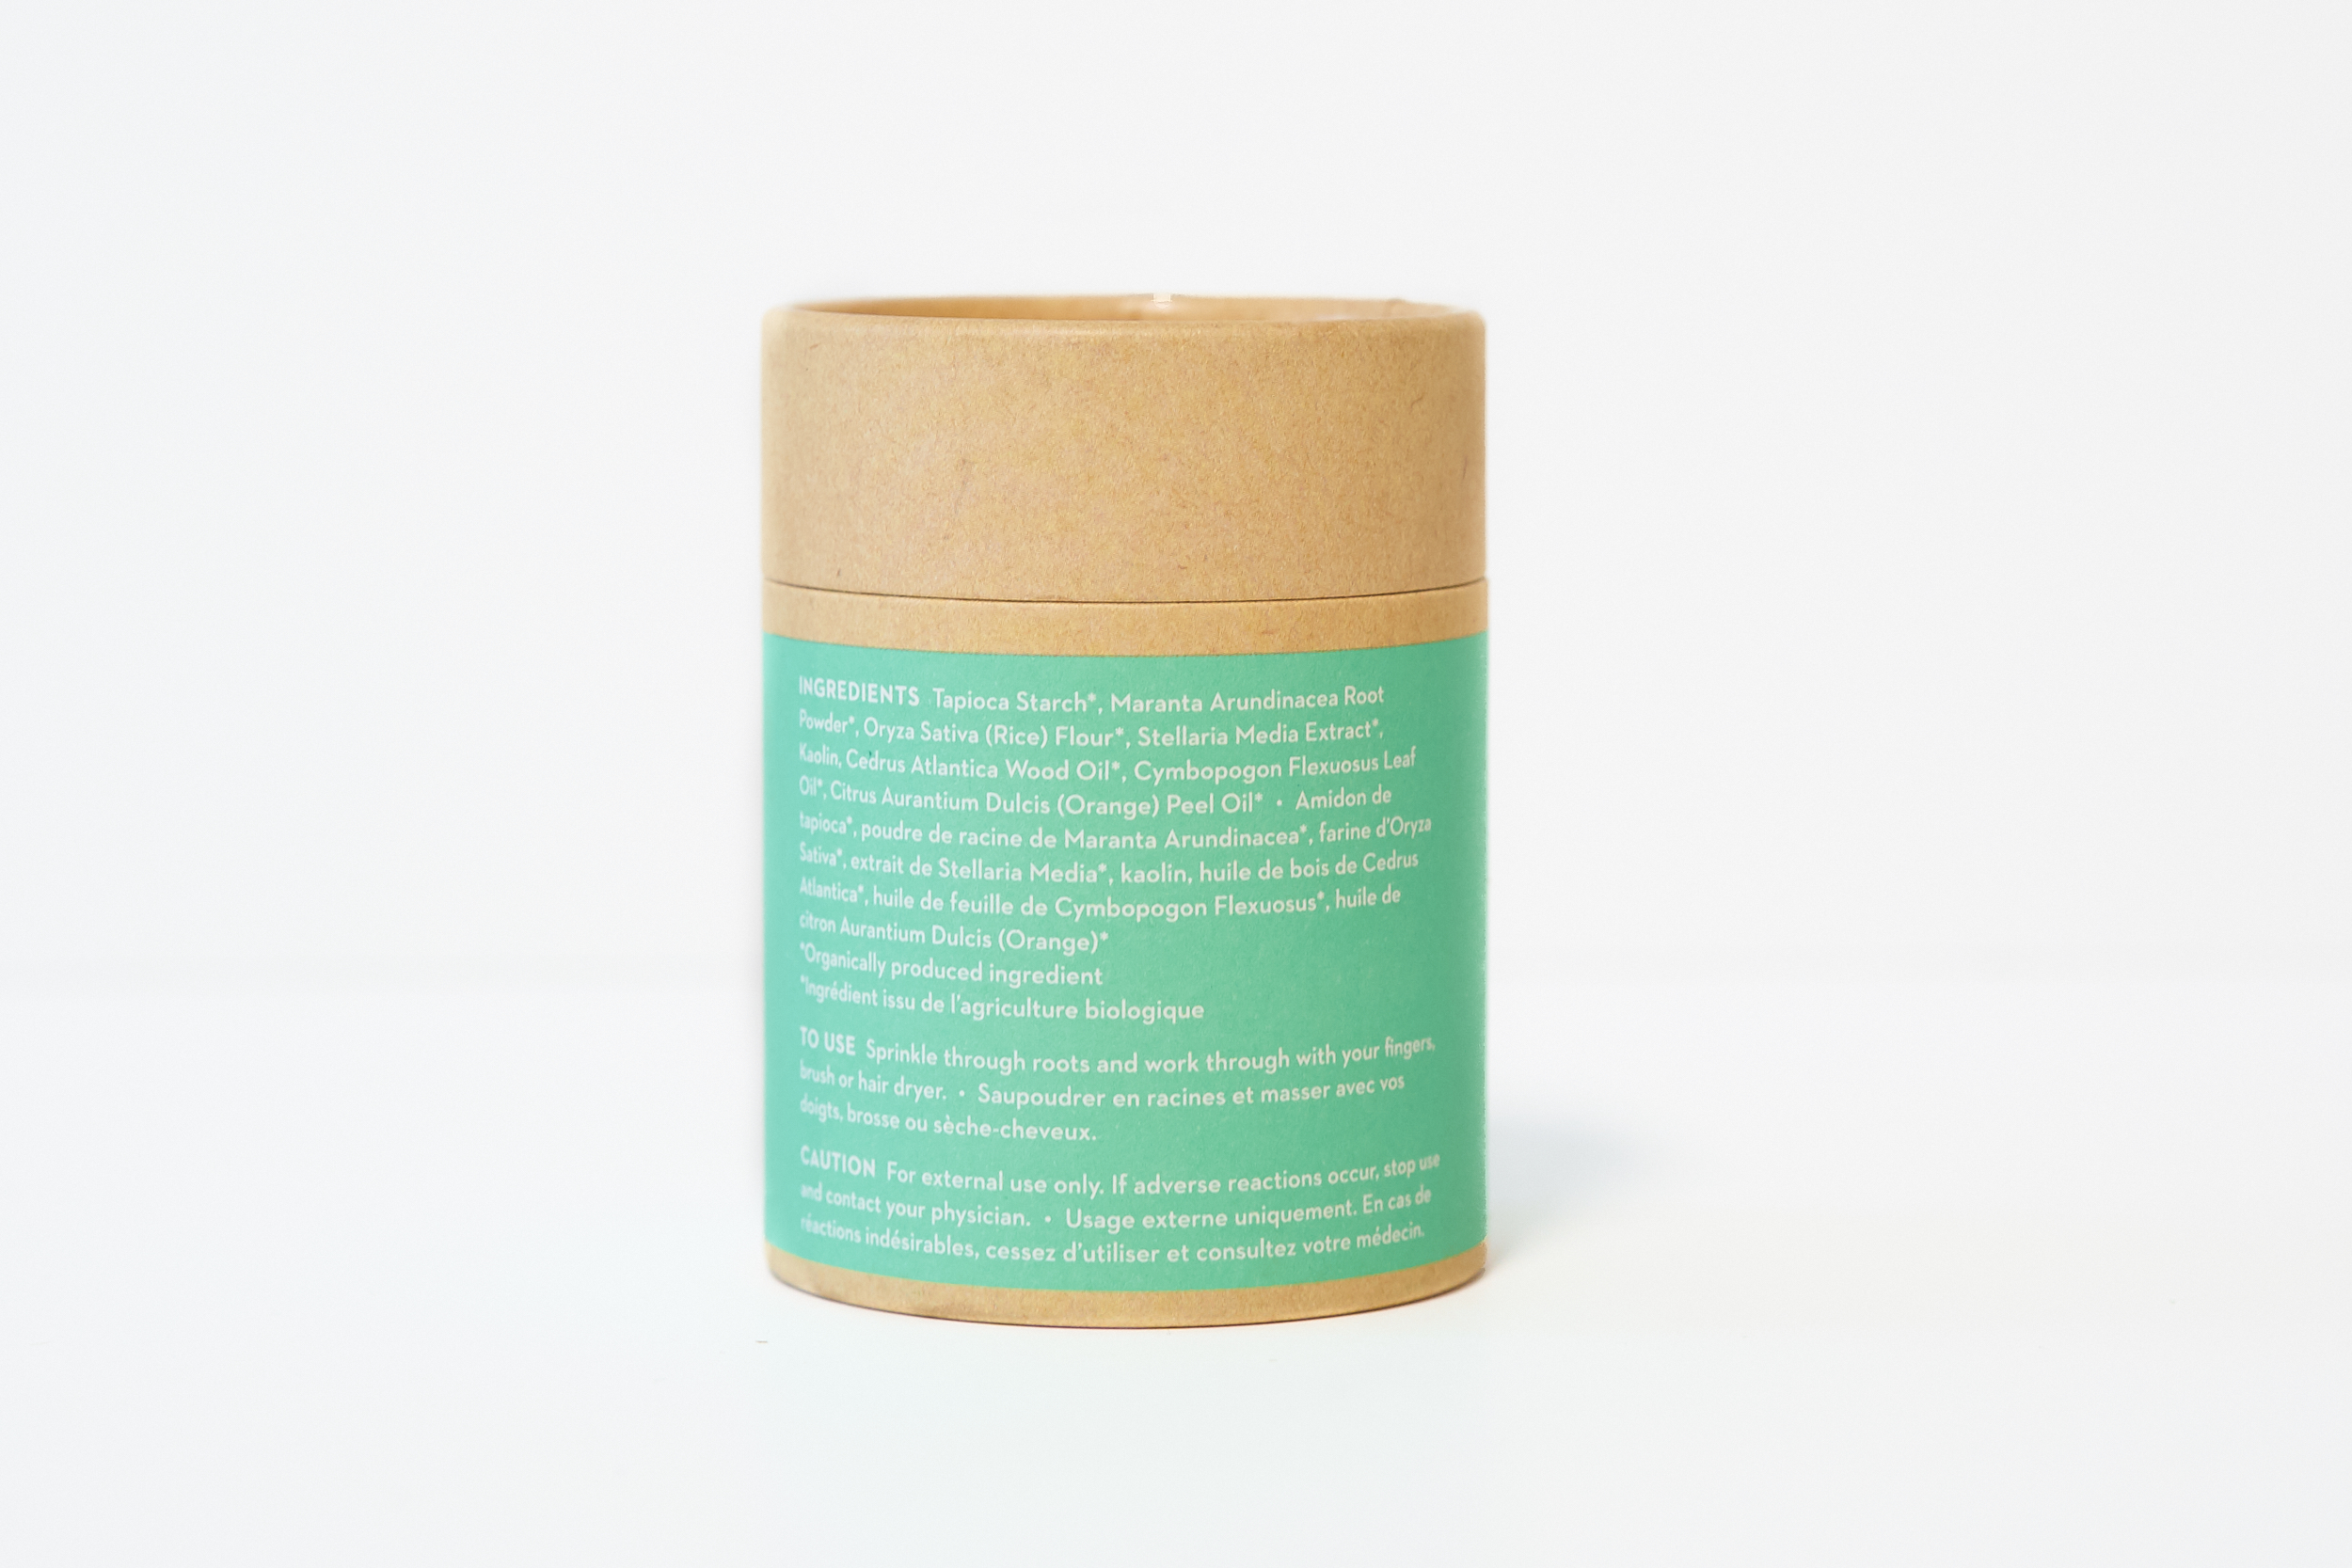 INGREDIENTS Tapioca Starch*, Maranta Arundinacea Root
Powder*, Oryza Sativa (Rice) Flour*, Stellaria Media Extract*,
Kaolin, Cedrus Atlantica Wood Oil*, Cymbopogon Flexuosus Leaf
Oil*, Citrus Aurantium Dulcis (Orange) Peel Oil* • Amidon de
tapioca*, poudre de racine de Maranta Arundinacea*, farine d'Oryza
Sativa*, extrait de Stellaria Media*, kaolin, huile de bois de Cedrus
Atlantica*, huile de feuille de Cymbopogon Flexuosus*, huile de
citron Aurantium Dulcis (Orange)*
*Organically produced ingredient
*Ingrédient issu de l'agriculture biologique
TO USE Sprinkle through roots and work through with your fingers,
brush or hair dryer. • Saupoudrer en racines et masser avec vos
doigts, brosse ou sèche-cheveux.
CAUTION For external use only. If adverse reactions occur, stop use
and contact your physician. • Usage externe uniquement. En cas de
réactions indésirables, cessez d'utiliser et consultez votre médecin.